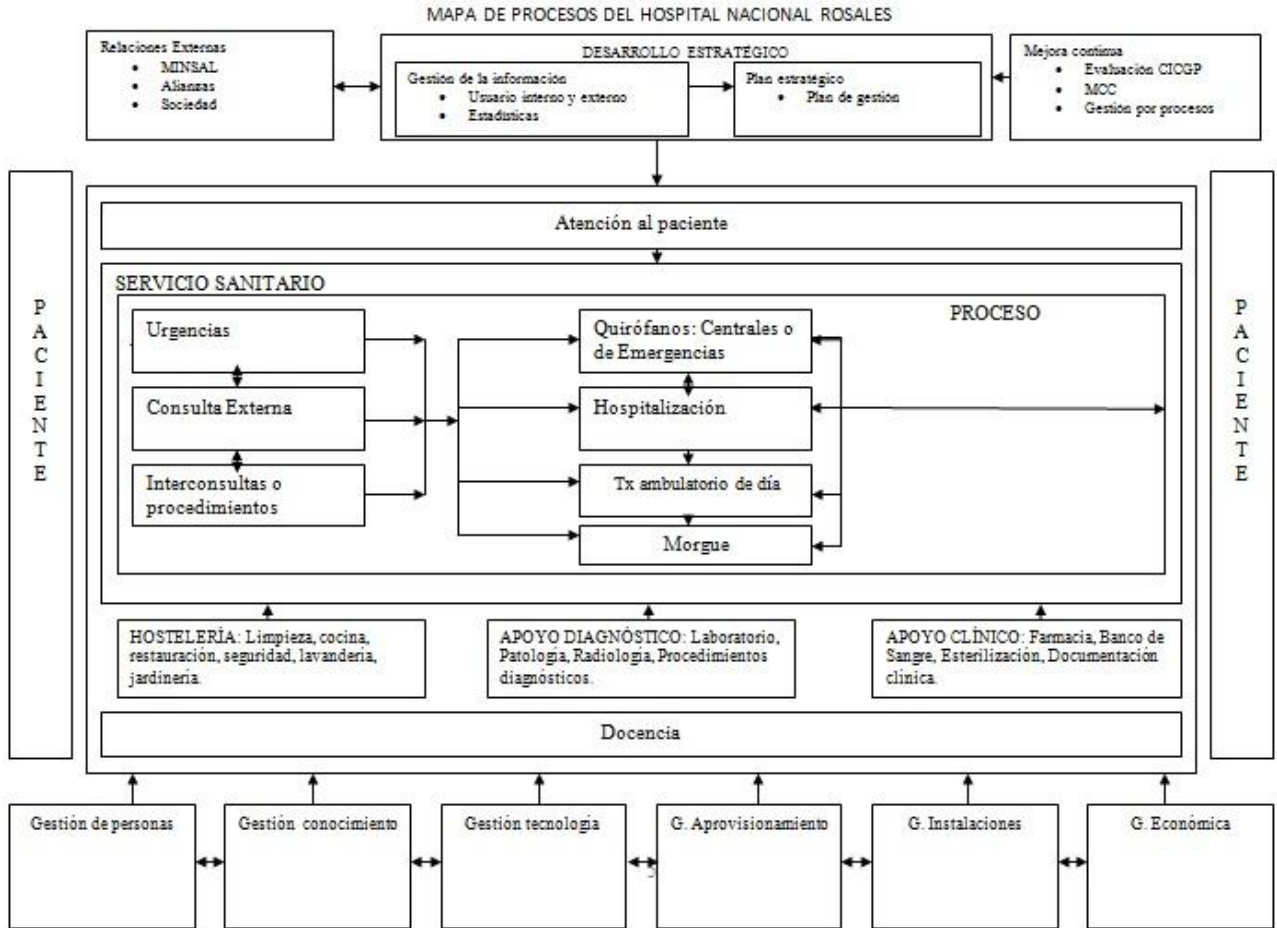 MAPA DE PROCESOS DEL HOSPITAL NACIONAL ROSALES
Relaciones Externas
• MINSAL
• Alianzas
• Sociedad
DESARROLLO ESTRATÉGICO
Gestión de la información
• Usuario interno y externo
• Estadísticas
Plan estratégico
• Plan de gestión
Mejora continua
• Evaluación CICGP
• MCC
• Gestión por procesos
PACIENTE
Atención al paciente
SERVICIO SANITARIO
PROCESO
Urgencias
Consulta Externa
Interconsultas o
procedimientos
Quirófanos: Centrales o
de Emergencias
Hospitalización
Tx ambulatorio de día
Morgue
PACIENTE
HOSTELERÍA: Limpieza, cocina,
restauración, seguridad, lavandería,
jardinería.
APOYO DIAGNÓSTICO: Laboratorio,
Patología, Radiología, Procedimientos
diagnósticos.
APOYO CLÍNICO: Farmacia, Banco de
Sangre, Esterilización, Documentación
clínica.
Docencia
Gestión de personas
Gestión conocimiento
Gestión tecnología
G. Aprovisionamiento
G. Instalaciones
G. Económica